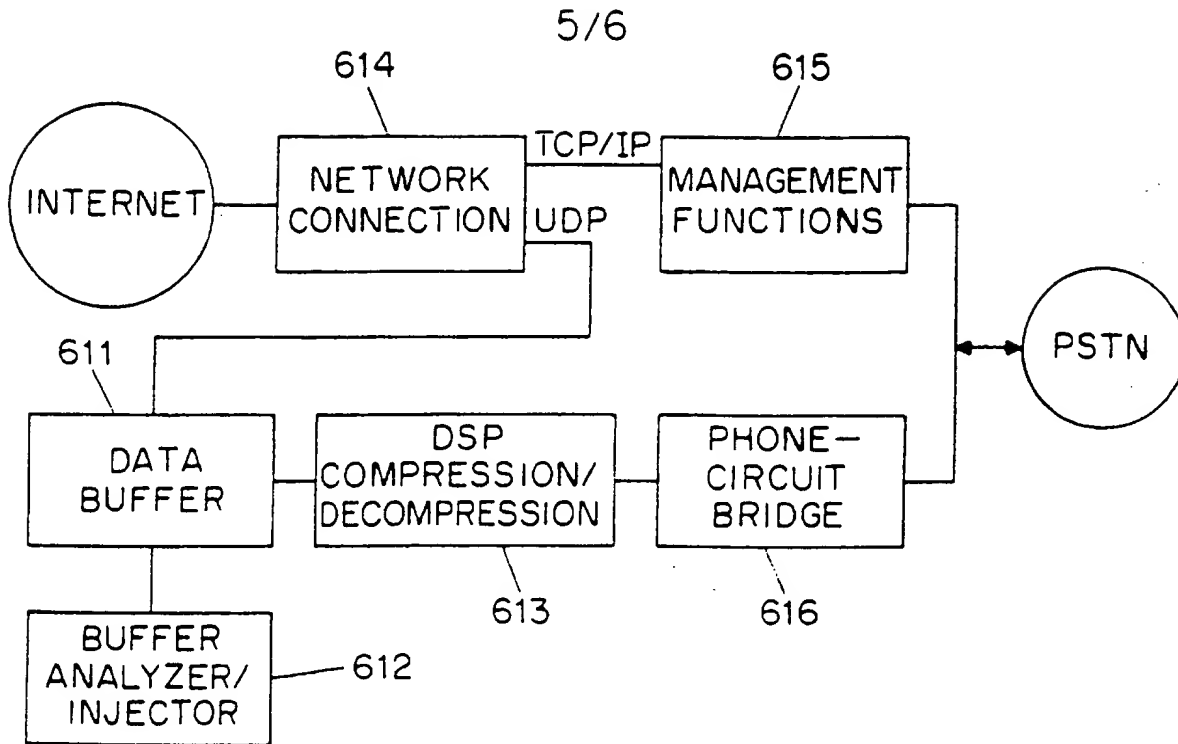 5/6
614
615
INTERNET
NETWORK
CONNECTION
TCP/IP
UDP
MANAGEMENT
FUNCTIONS
PSTN
611
DATA
BUFFER
DSP
COMPRESSION/
DECOMPRESSION
PHONE-
CIRCUIT
BRIDGE
613
616
BUFFER
ANALYZER/
INJECTOR
612